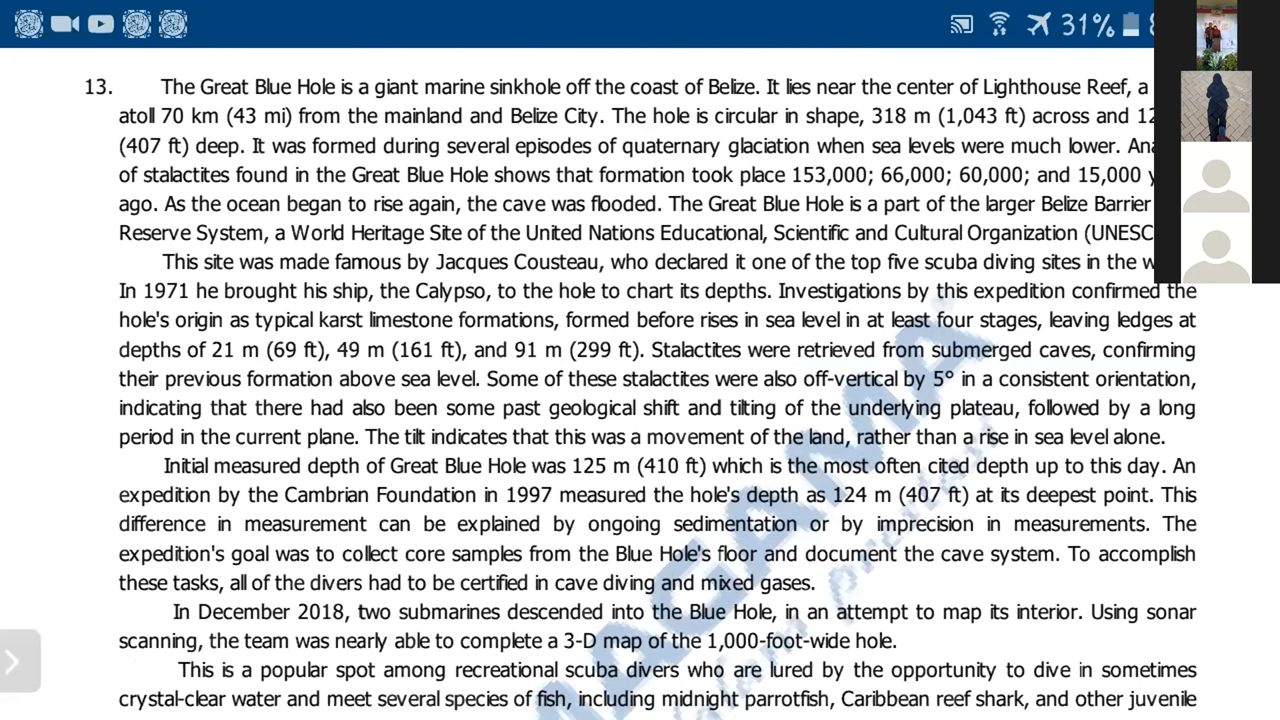 31%
13. The Great Blue Hole is a giant marine sinkhole off the coast of Belize. It lies near the center of Lighthouse Reef, a
atoll 70 km (43 mi) from the mainland and Belize City. The hole is circular in shape, 318 m (1,043 ft) across and
(407 ft) deep. It was formed during several episodes of quaternary glaciation when sea levels were much lower.
of stalactites found in the Great Blue Hole shows that formation took place 153,000; 66,000; 60,000; and 15,000
ago. As the ocean began to rise again, the cave was flooded. The Great Blue Hole is a part of the larger Belize Barrier
Reserve System, a World Heritage Site of the United Nations Educational, Scientific and Cultural Organization (UNESC
This site was made famous by Jacques Cousteau, who declared it one of the top five scuba diving sites in the
In 1971 he brought his ship, the Calypso, to the hole to chart its depths. Investigations by this expedition confirmed the
hole's origin as typical karst limestone formations, formed before rises in sea level in at least four stages, leaving ledges at
depths of 21 m (69 ft), 49 m (161 ft), and 91 m (299 ft). Stalactites were retrieved from submerged caves, confirming
their previous formation above sea level. Some of these stalactites were also off-vertical by 5° in a consistent orientation,
indicating that there had also been some past geological shift and tilting of the underlying plateau, followed by a long
period in the current plane. The tilt indicates that this was a movement of the land, rather than a rise in sea level alone.
Initial measured depth of Great Blue Hole was 125 m (410 ft) which is the most often cited depth up to this day. An
expedition by the Cambrian Foundation in 1997 measured the hole's depth as 124 m (407 ft) at its deepest point. This
difference in measurement can be explained by ongoing sedimentation or by imprecision in measurements. The
expedition's goal was to collect core samples from the Blue Hole's floor and document the cave system. To accomplish
these tasks, all of the divers had to be certified in cave diving and mixed gases.
In December 2018, two submarines descended into the Blue Hole, in an attempt to map its interior. Using sonar
scanning, the team was nearly able to complete a 3-D map of the 1,000-foot-wide hole.
This is a popular spot among recreational scuba divers who are lured by the opportunity to dive in sometimes
crystal-clear water and meet several species of fish, including midnight parrotfish, Caribbean reef shark, and other juvenile